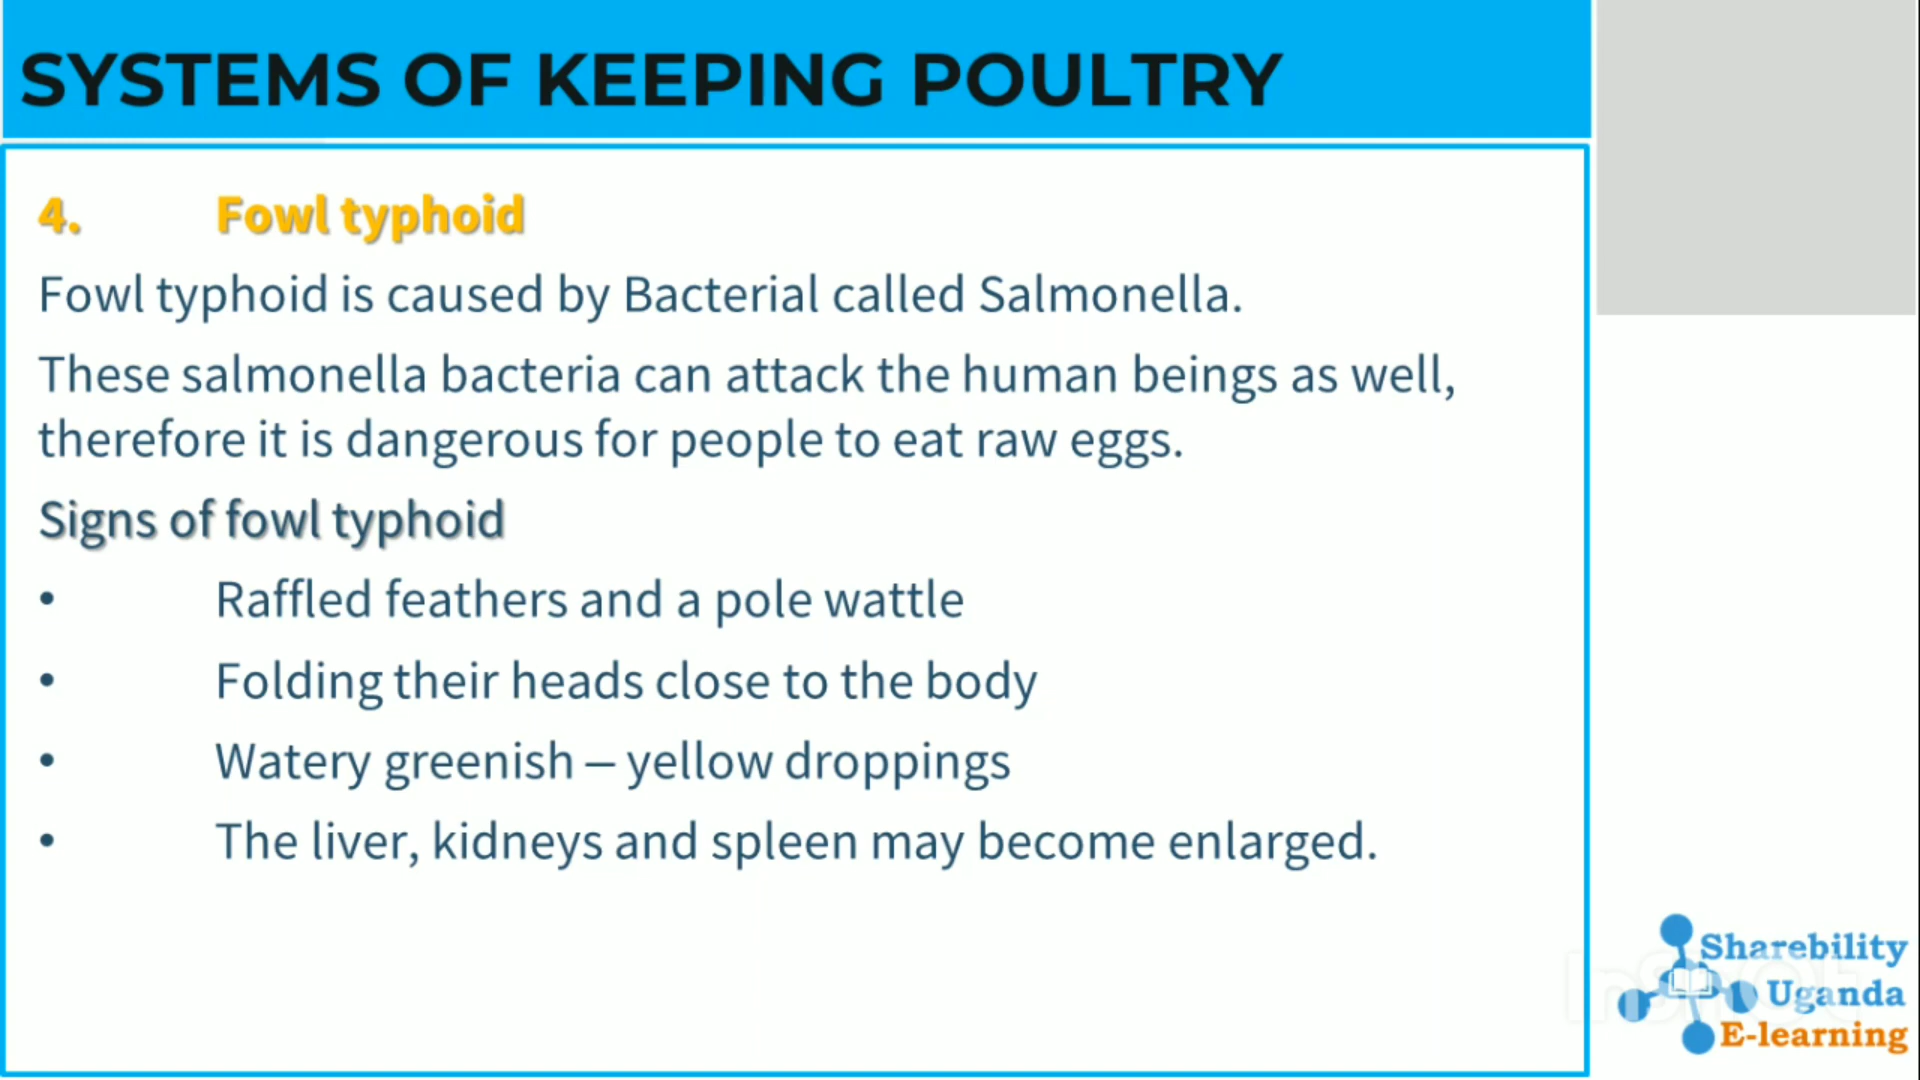 SYSTEMS OF KEEPING POULTRY
4. Fowl typhoid
Fowl typhoid is caused by Bacterial called Salmonella.
These salmonella bacteria can attack the human beings as well,
therefore it is dangerous for people to eat raw eggs.
Signs of fowl typhoid
• Raffled feathers and a pole wattle
• Folding their heads close to the body
• Watery greenish – yellow droppings
• The liver, kidneys and spleen may become enlarged.
Sharebility
Uganda
E-learning